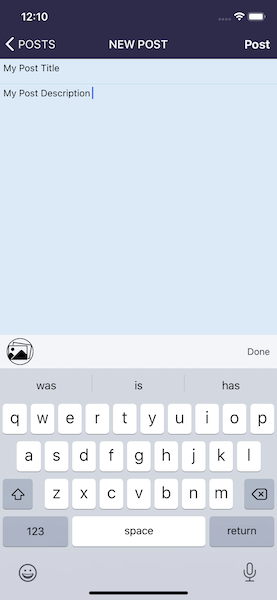 12:10
POSTS NEW POST Post
My Post Title
My Post Description
Done
was is has
q w e r t y u i o p
a s d f g h j k l
z x c v b n m
123 space return